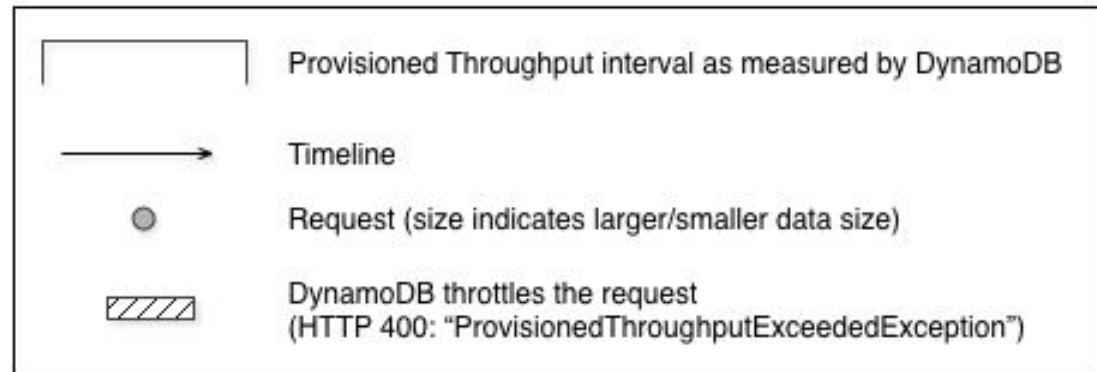 Provisioned Throughput interval as measured by DynamoDB
Timeline
Request (size indicates larger/smaller data size)
DynamoDB throttles the request
(HTTP 400: “ProvisionedThroughputExceededException”)